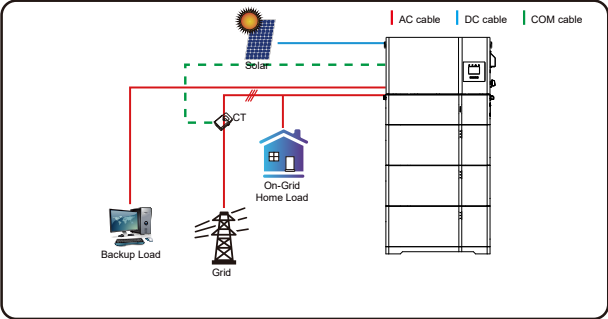 AC cable DC cable COM cable
Solar
CT
On-Grid
Home Load
Backup Load
Grid